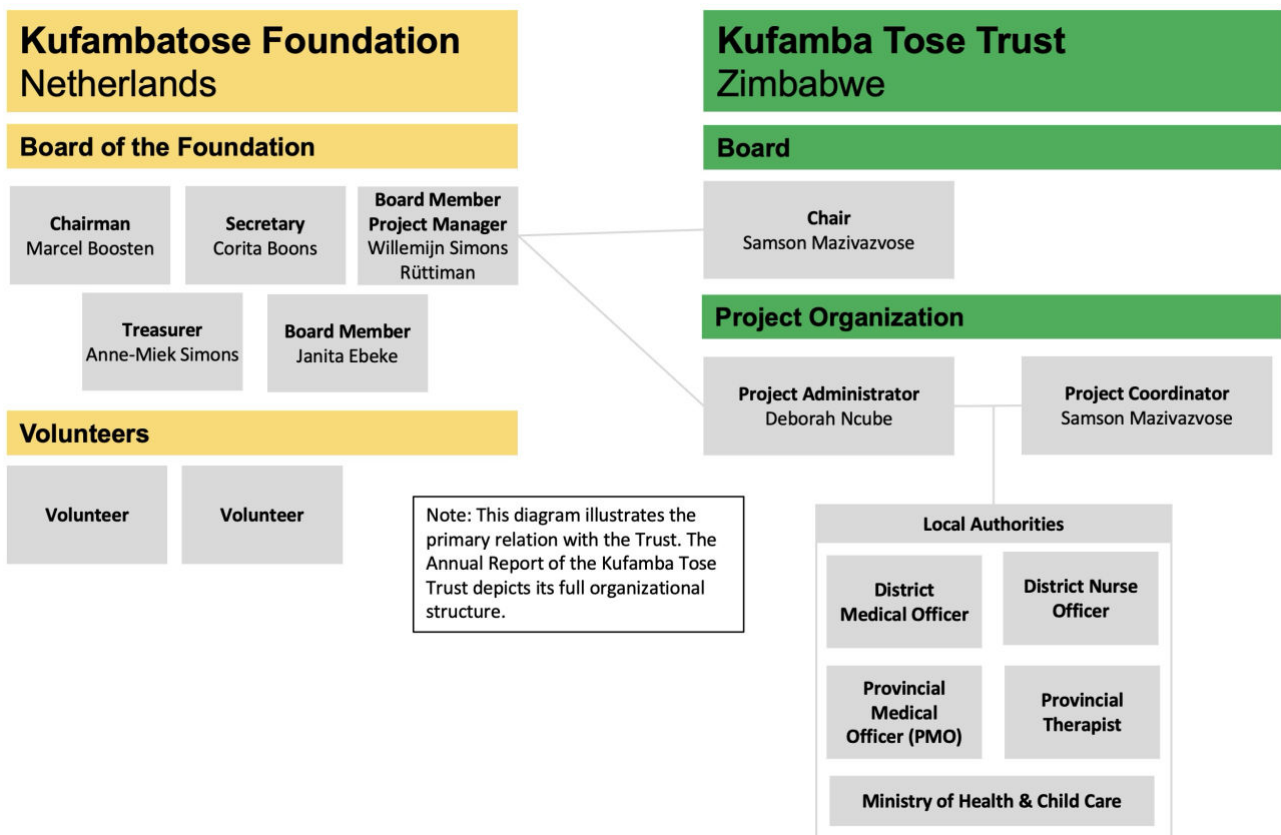 Kufambatose Foundation
Netherlands
Board of the Foundation
Chairman
Marcel Boosten
Secretary
Corita Boons
Board Member
Project Manager
Willemijn Simons
Rüttiman
Treasurer
Anne-Miek Simons
Board Member
Janita Ebeke
Volunteers
Volunteer
Volunteer
Note: This diagram illustrates the
primary relation with the Trust. The
Annual Report of the Kufamba Tose
Trust depicts its full organizational
structure.
Kufamba Tose Trust
Zimbabwe
Board
Chair
Samson Mazivazvose
Project Organization
Project Administrator
Deborah Ncube
Project Coordinator
Samson Mazivazvose
Local Authorities
District
Medical Officer
District Nurse
Officer
Provincial
Medical
Officer (PMO)
Provincial
Therapist
Ministry of Health & Child Care